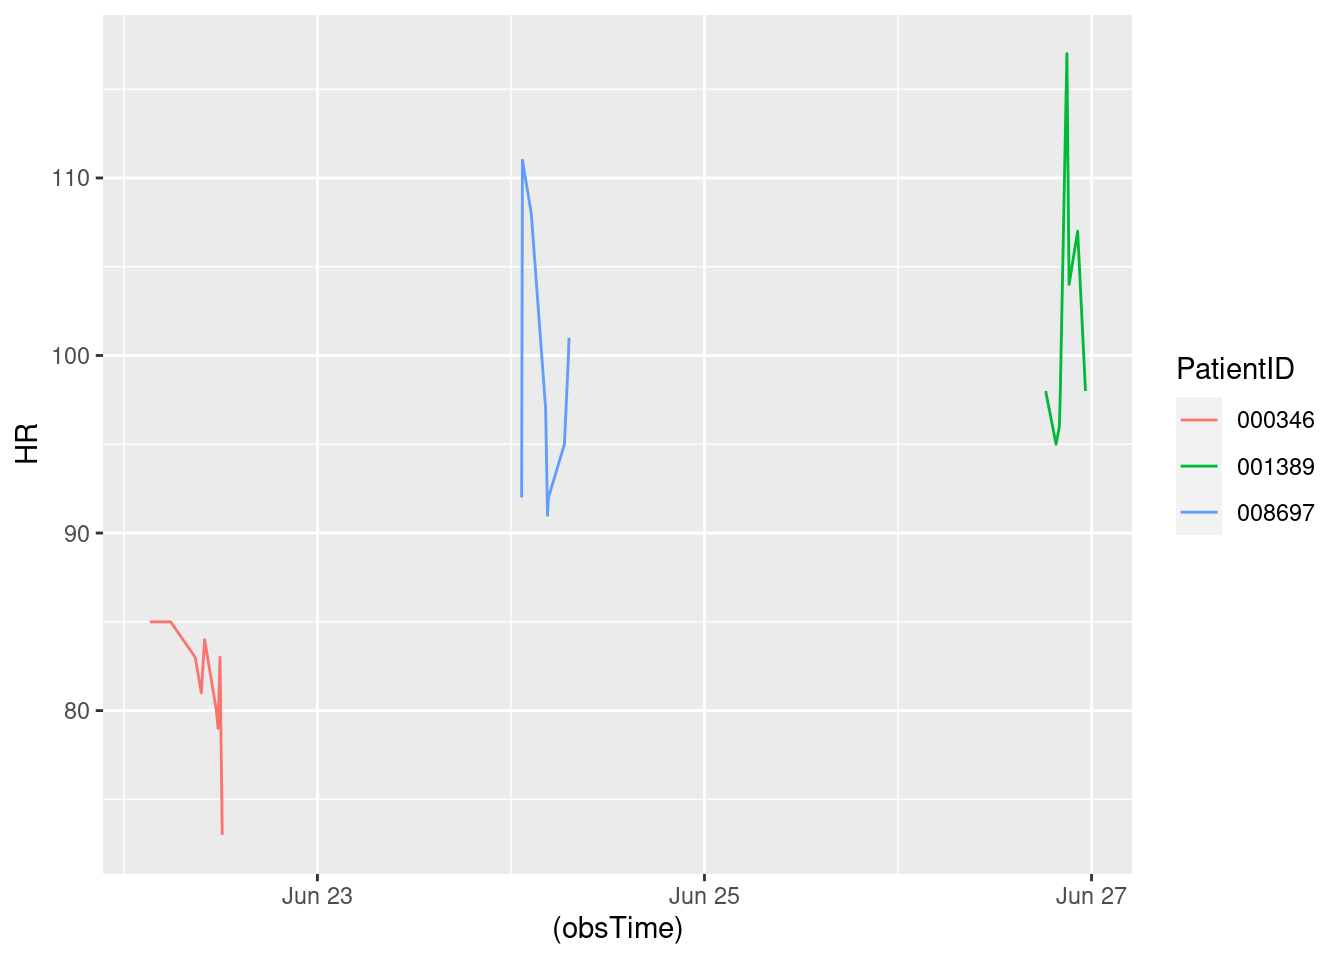 HR
110
100
90
80
Jun 23
Jun 25
Jun 27
(obsTime)
PatientID
000346
001389
008697